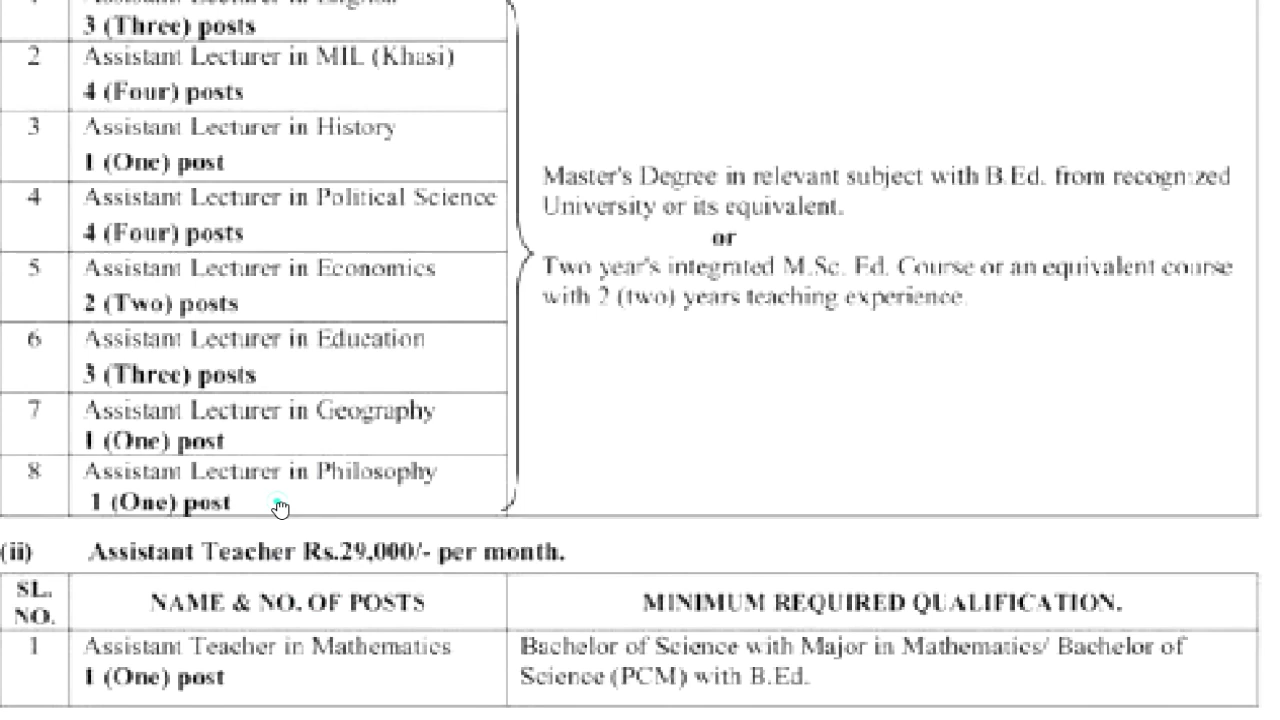 Assistant Lecturer in English
3 (Three) posts
2 Assistant Lecturer in MIL (Khasi)
4 (Four) posts
3 Assistant Lecturer in History
1 (One) post
4 Assistant Lecturer in Political Science
4 (Four) posts
5 Assistant Lecturer in Economics
2 (Two) posts
6 Assistant Lecturer in Education
3 (Three) posts
7 Assistant Lecturer in Geography
1 (One) post
8 Assistant Lecturer in Philosophy
1 (One) post
Master's Degree in relevant subject with B.Ed. from recognized
University or its equivalent.
or
Two year's integrated M.Sc. Ed. Course or an equivalent course
with 2 (two) years teaching experience.
(ii) Assistant Teacher Rs.29,000/- per month.
SL.
NO.
NAME & NO. OF POSTS
MINIMUM REQUIRED QUALIFICATION.
1 Assistant Teacher in Mathematics
1 (One) post
Bachelor of Science with Major in Mathematics/ Bachelor of
Science (PCM) with B.Ed.